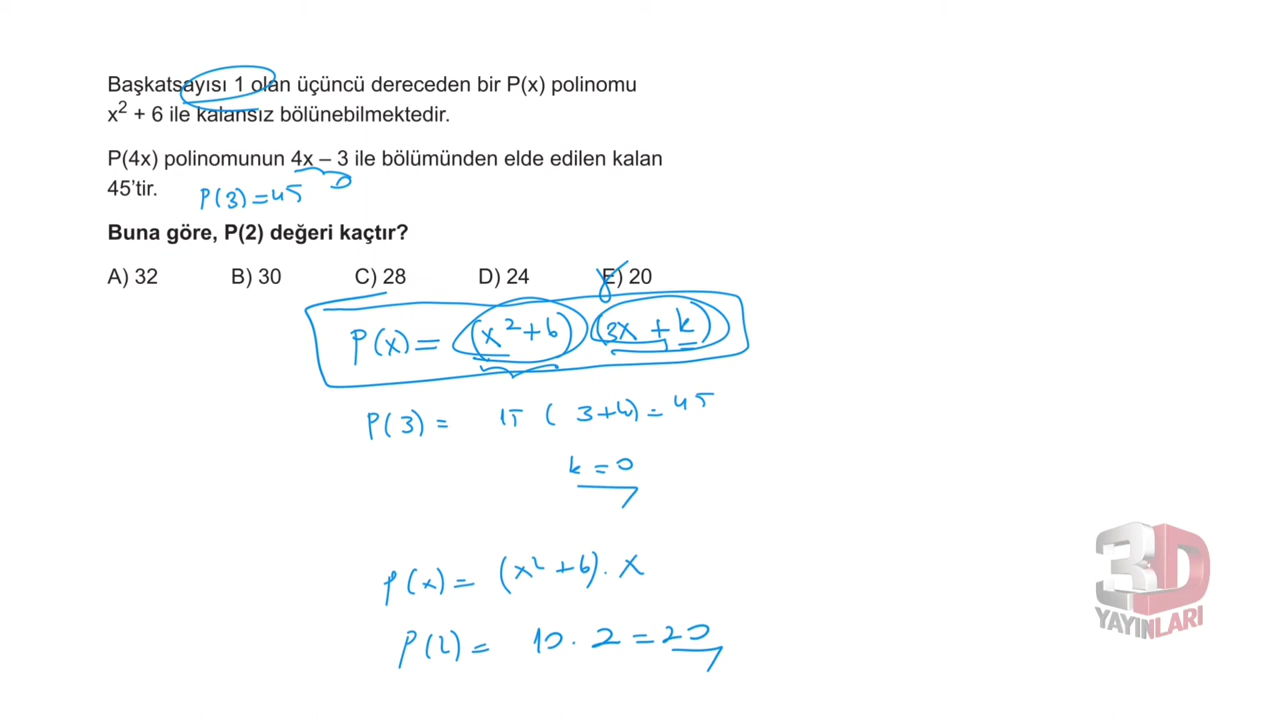 Başkatsayısı 1 olan üçüncü dereceden bir P(x) polinomu
x² + 6 ile kalansız bölünebilmektedir.
P(4x) polinomunun 4x – 3 ile bölümünden elde edilen kalan
45'tir.
P(3) = 45
0
Buna göre, P(2) değeri kaçtır?
A) 32 B) 30 C) 28 D) 24 E) 20
P(x) = (x² + 6) (3x + k)
P(3) = 15 ( 3 + k) = 45
k = 0
P(x) = (x² + 6) . x
P(2) = 10 . 2 = 20
3D
YAYINLARI